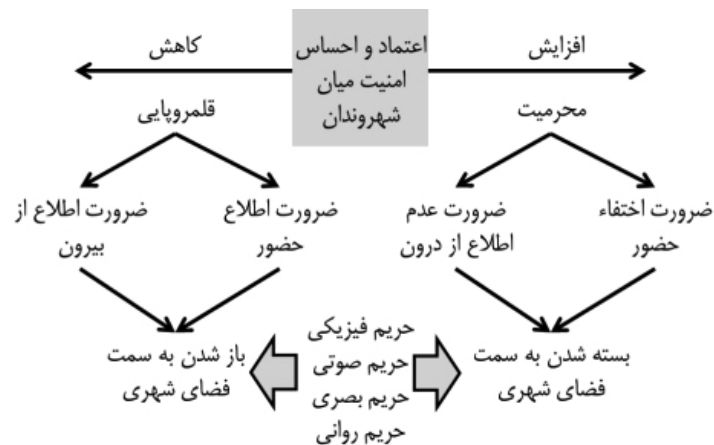 افزایش
اعتماد و احساس
امنیت میان
شهروندان
کاهش
محرمیت
قلمروپایی
ضرورت اختفاء
حضور
ضرورت عدم
اطلاع از درون
ضرورت اطلاع
حضور
ضرورت اطلاع از
بیرون
بسته شدن به سمت
فضای شهری
حریم فیزیکی
حریم صوتی
حریم بصری
حریم روانی
باز شدن به سمت
فضای شهری